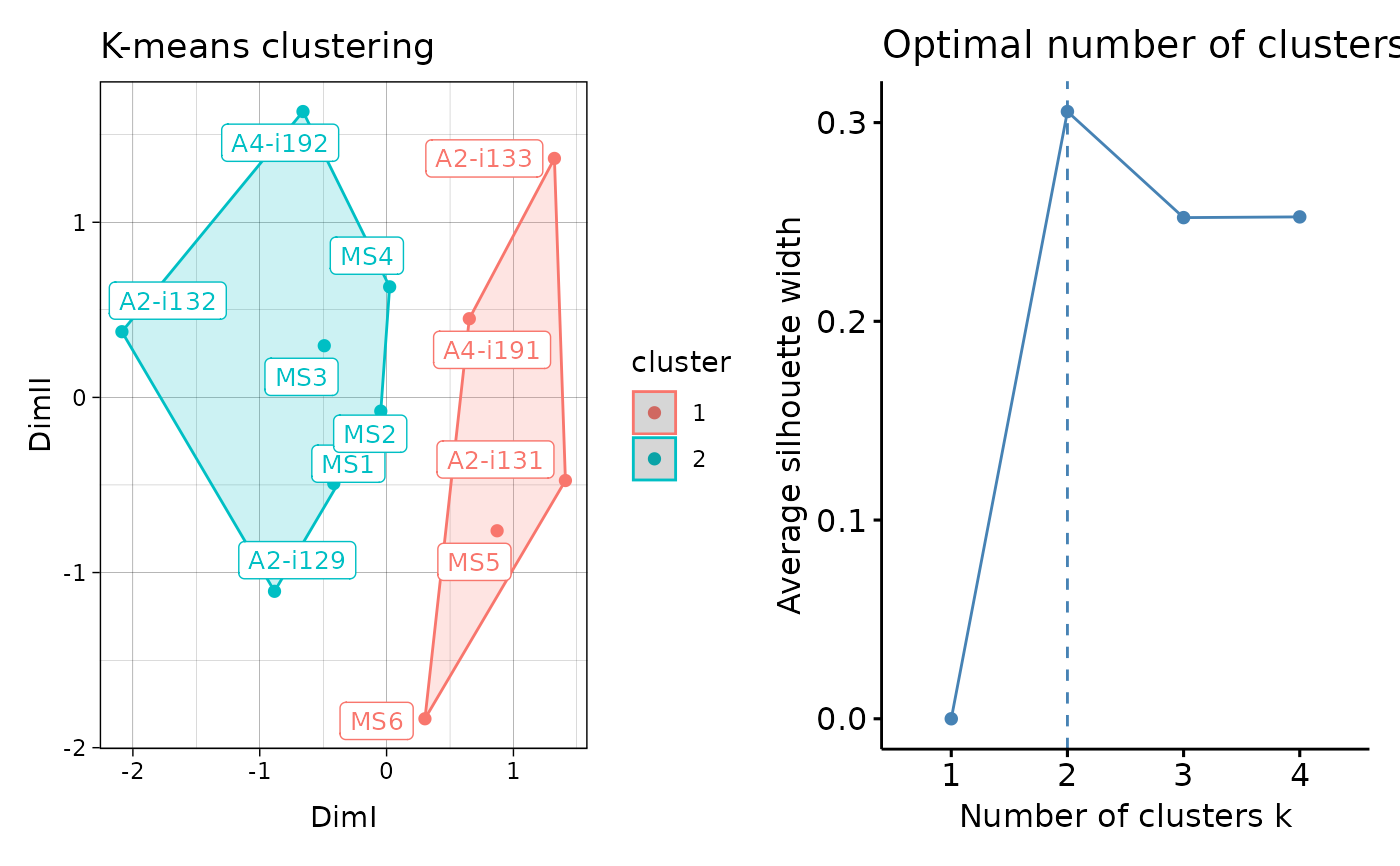 K-means clustering
A4-i192
A2-i133
MS4
A2-i132
A4-i191
MS3
MS2
MS1
A2-i131
A2-i129
MS5
MS6
1
0
-1
-2
-2
-1
0
1
DimI
DimII
cluster
1
2
Optimal number of clusters
0.3
0.2
0.1
0.0
1
2
3
4
Number of clusters k
Average silhouette width